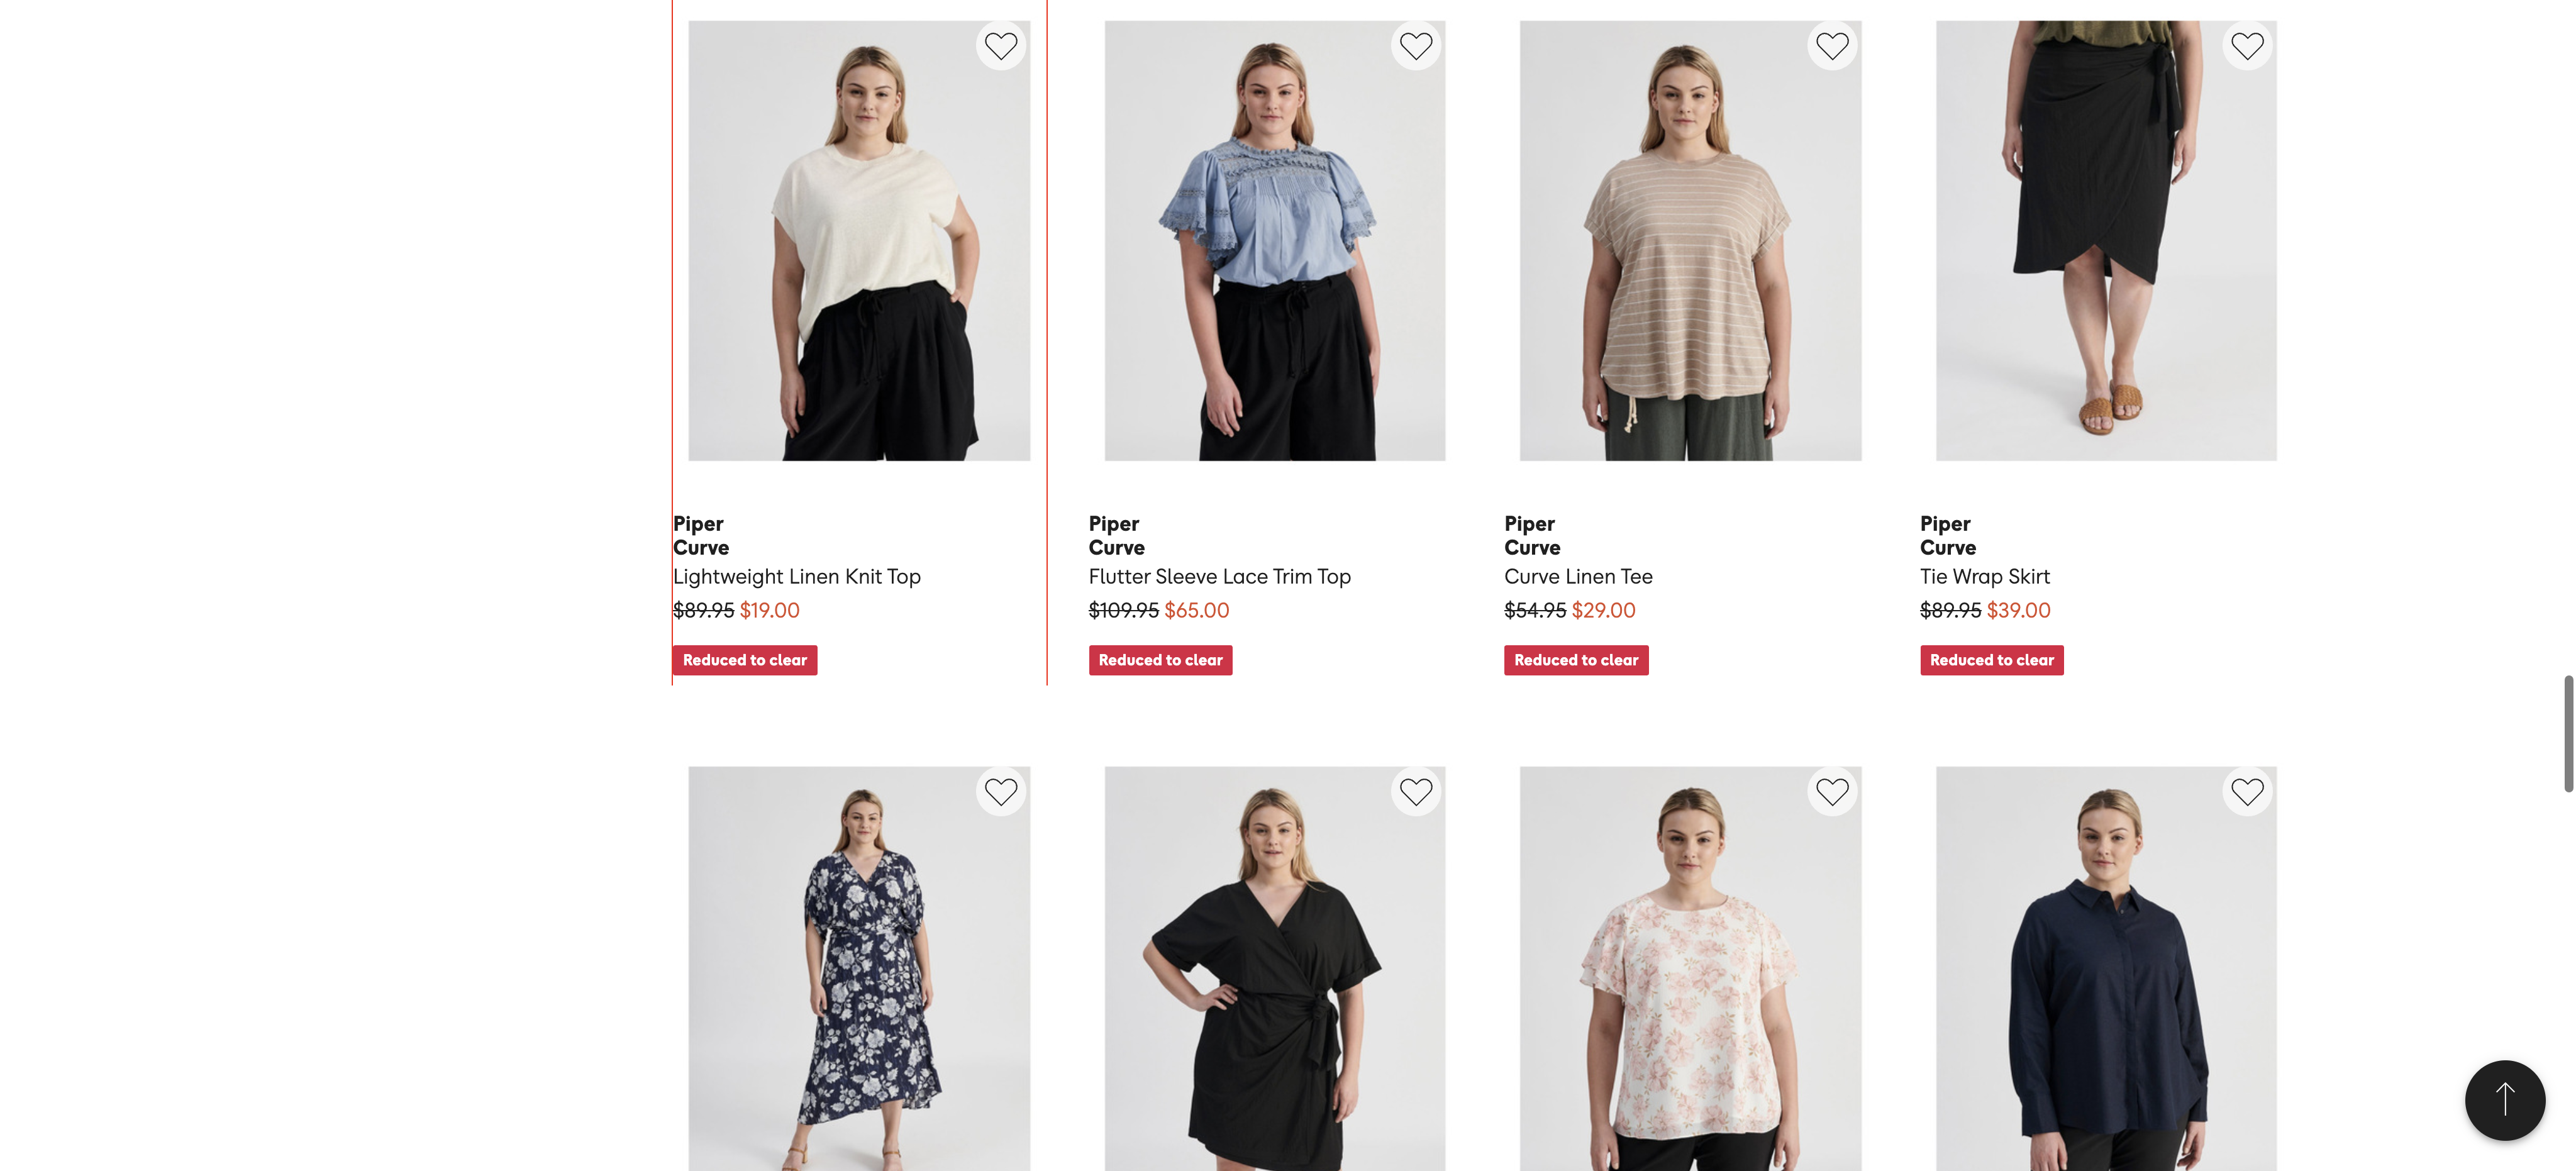 Piper
Curve
Lightweight Linen Knit Top
$89.95 $19.00
Reduced to clear
Piper
Curve
Flutter Sleeve Lace Trim Top
$109.95 $65.00
Reduced to clear
Piper
Curve
Curve Linen Tee
$54.95 $29.00
Reduced to clear
Piper
Curve
Tie Wrap Skirt
$89.95 $39.00
Reduced to clear